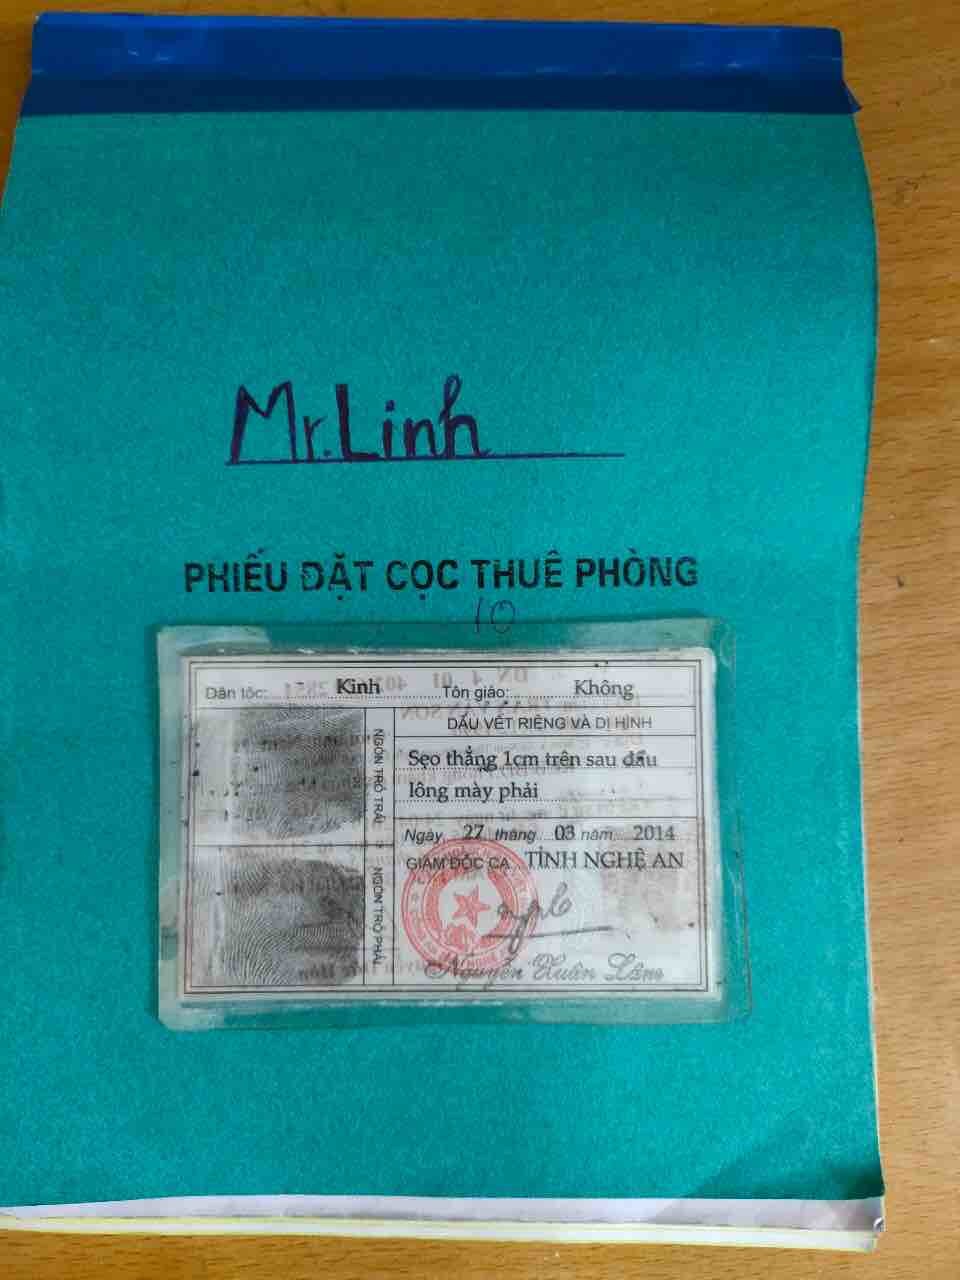 Mr. Linh
PHIẾU ĐẶT CỌC THUÊ PHÒNG
10
Dân tộc: Kinh Tôn giáo: Không
DẤU VẾT RIÊNG VÀ DỊ HÌNH
NGÓN TRỎ TRÁI
Sẹo thẳng 1cm trên sau đầu
lông mày phải
Ngày 27 tháng 03 năm 2014
GIÁM ĐỐC CA TỈNH NGHỆ AN
NGÓN TRỎ PHẢI
Nguyễn Xuân Lâm